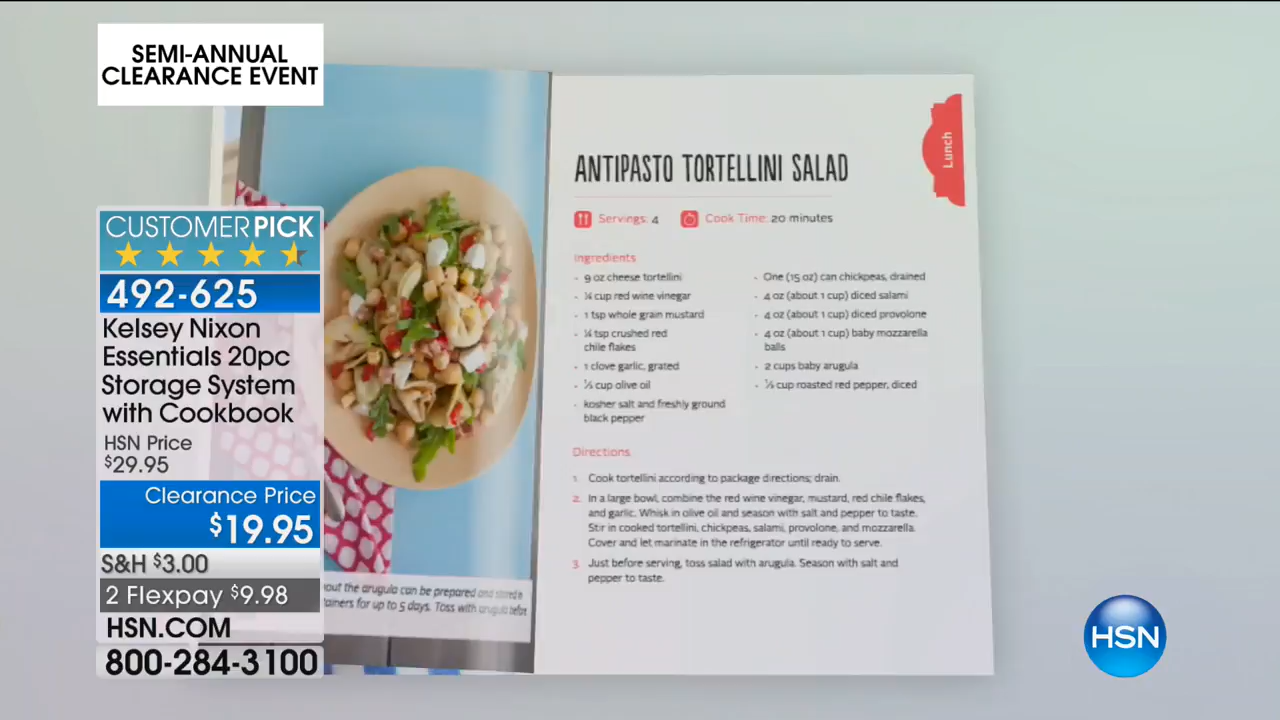 SEMI-ANNUAL
CLEARANCE EVENT
CUSTOMER PICK
492-625
Kelsey Nixon
Essentials 20pc
Storage System
with Cookbook
HSN Price
$29.95
Clearance Price
$19.95
S&H $3.00
2 Flexpay $9.98
HSN.COM
800-284-3100
out the arugula can be prepared and stored in
for up to 5 days. Toss with arugula before
Lunch
ANTIPASTO TORTELLINI SALAD
Servings: 4 Cook Time: 20 minutes
Ingredients
- 9 oz cheese tortellini
- ¼ cup red wine vinegar
- 1 tsp whole grain mustard
- ¼ tsp crushed red
chile flakes
- 1 clove garlic, grated
- ⅓ cup olive oil
- kosher salt and freshly ground
black pepper
- One (15 oz) can chickpeas, drained
- 4 oz (about 1 cup) diced salami
- 4 oz (about 1 cup) diced provolone
- 4 oz (about 1 cup) baby mozzarella
balls
- 2 cups baby arugula
- ⅓ cup roasted red pepper, diced
Directions
1. Cook tortellini according to package directions; drain.
2. In a large bowl, combine the red wine vinegar, mustard, red chile flakes,
and garlic. Whisk in olive oil and season with salt and pepper to taste.
Stir in cooked tortellini, chickpeas, salami, provolone, and mozzarella.
Cover and let marinate in the refrigerator until ready to serve.
3. Just before serving, toss salad with arugula. Season with salt and
pepper to taste.
HSN